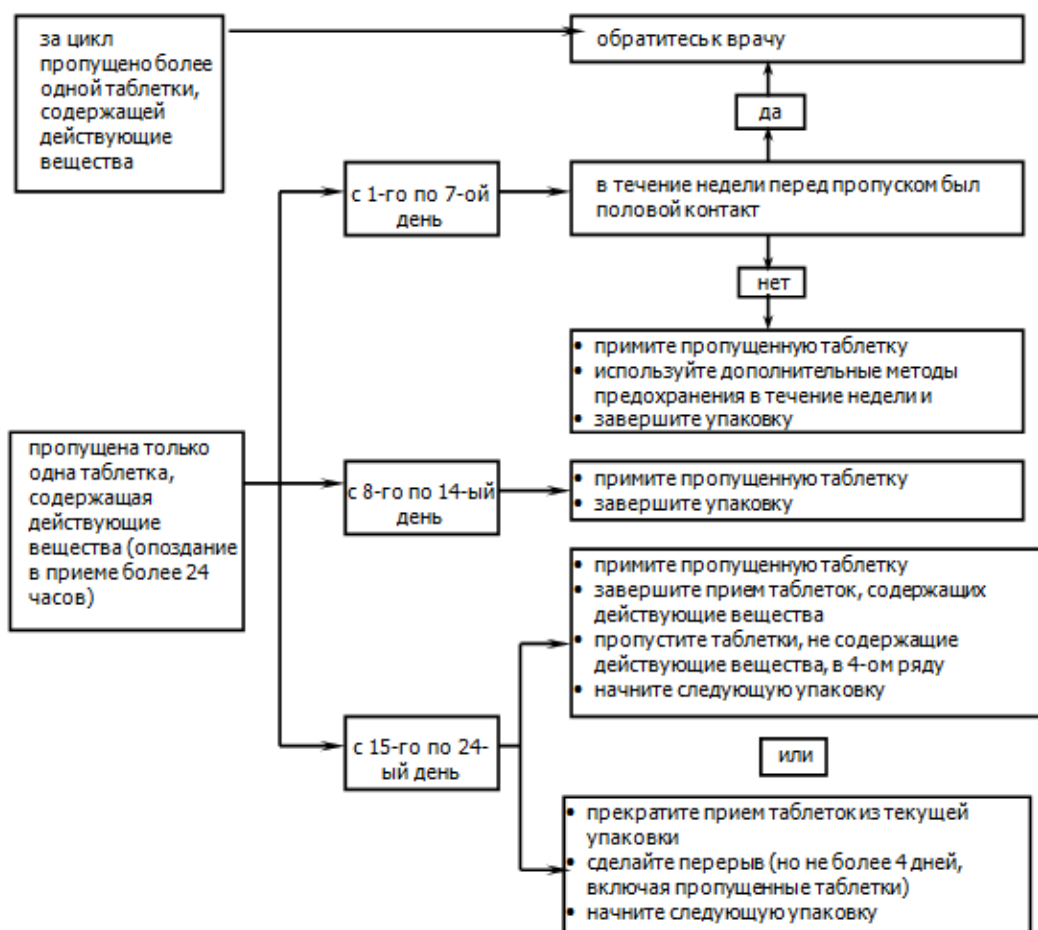 за цикл
пропущено более
одной таблетки,
содержащей
действующие
вещества
обратитесь к врачу
да
с 1-го по 7-ой
день
в течение недели перед пропуском был
половой контакт
нет
• примите пропущенную таблетку
• используйте дополнительные методы
предохранения в течение недели и
• завершите упаковку
пропущена только
одна таблетка,
содержащая
действующие
вещества (опоздание
в приеме более 24
часов)
с 8-го по 14-ый
день
• примите пропущенную таблетку
• завершите упаковку
• примите пропущенную таблетку
• завершите прием таблеток, содержащих
действующие вещества
• пропустите таблетки, не содержащие
действующие вещества, в 4-ом ряду
• начните следующую упаковку
с 15-го по 24-
ый день
или
• прекратите прием таблеток из текущей
упаковки
• сделайте перерыв (но не более 4 дней,
включая пропущенные таблетки)
• начните следующую упаковку